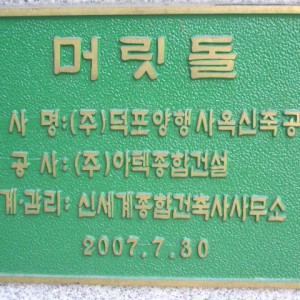 머릿돌
사 명:(주)덕포양행사옥신축공
공 사:(주)아텍종합건설
계·감리: 신세계종합건축사사무소
2007.7.30